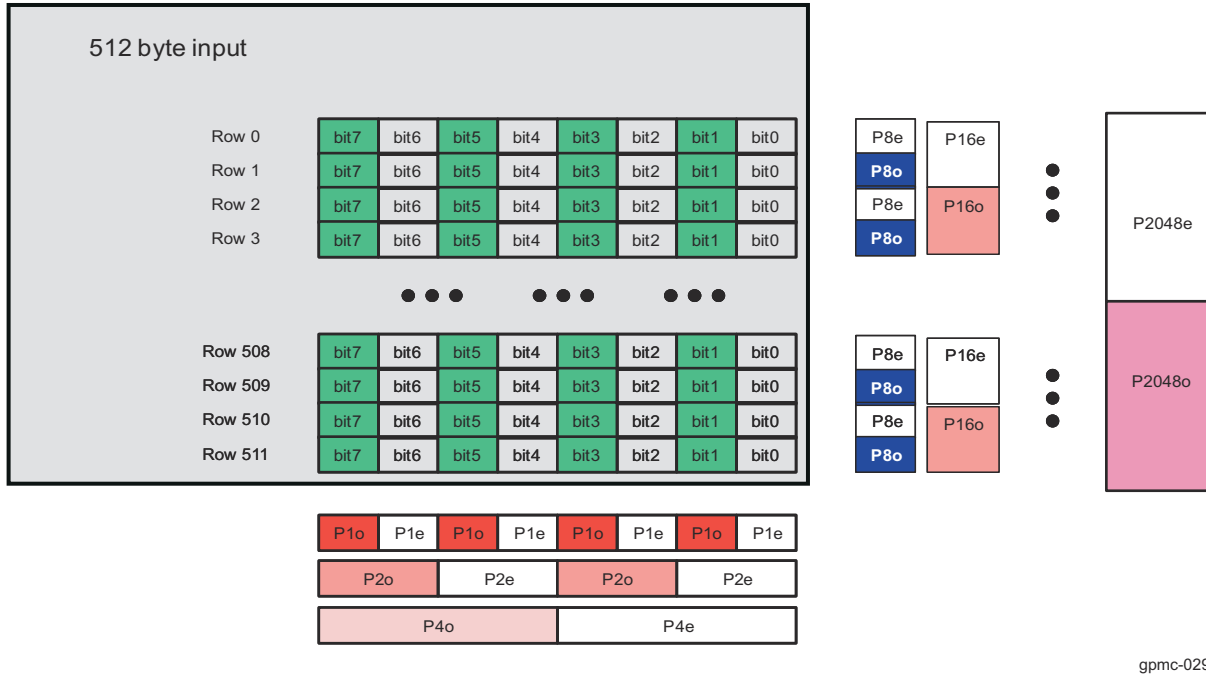 512 byte input
Row 0 bit7 bit6 bit5 bit4 bit3 bit2 bit1 bit0 P8e P16e
Row 1 bit7 bit6 bit5 bit4 bit3 bit2 bit1 bit0 P8o
Row 2 bit7 bit6 bit5 bit4 bit3 bit2 bit1 bit0 P8e P16o
P2048e
Row 3 bit7 bit6 bit5 bit4 bit3 bit2 bit1 bit0 P8o
Row 508 bit7 bit6 bit5 bit4 bit3 bit2 bit1 bit0 P8e P16e
Row 509 bit7 bit6 bit5 bit4 bit3 bit2 bit1 bit0 P8o P2048o
Row 510 bit7 bit6 bit5 bit4 bit3 bit2 bit1 bit0 P8e P16o
Row 511 bit7 bit6 bit5 bit4 bit3 bit2 bit1 bit0 P8o
P1o P1e P1o P1e P1o P1e P1o P1e
P2o P2e P2o P2e
P4o P4e
gpmc-029